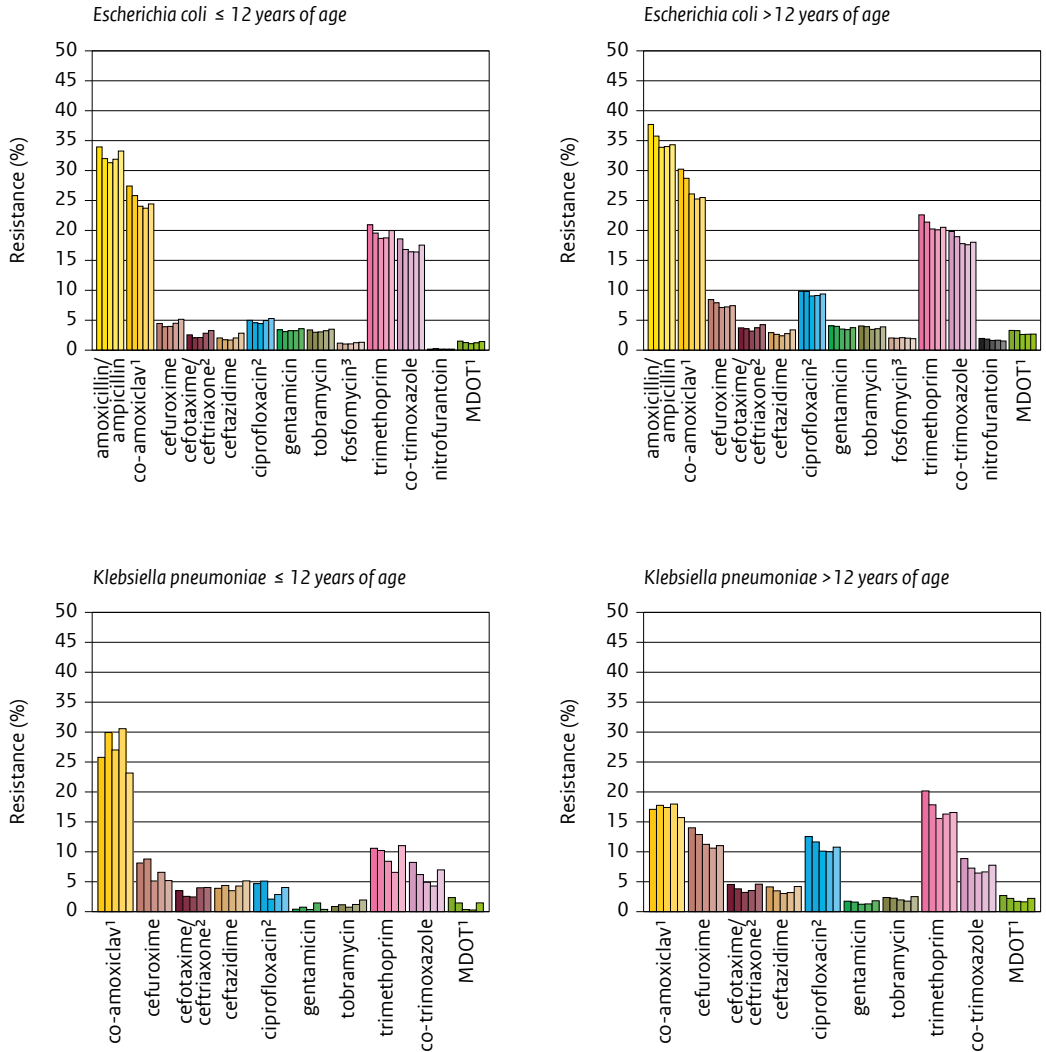 Escherichia coli ≤ 12 years of age
50
45
40
35
30
25
20
15
10
5
0
Resistance (%)
amoxicillin/
ampicillin
co-amoxiclav¹
cefuroxime
cefotaxime/
ceftriaxone²
ceftazidime
ciprofloxacin²
gentamicin
tobramycin
fosfomycin³
trimethoprim
co-trimoxazole
nitrofurantoin
MDOT¹
Escherichia coli >12 years of age
50
45
40
35
30
25
20
15
10
5
0
Resistance (%)
amoxicillin/
ampicillin
co-amoxiclav¹
cefuroxime
cefotaxime/
ceftriaxone²
ceftazidime
ciprofloxacin²
gentamicin
tobramycin
fosfomycin³
trimethoprim
co-trimoxazole
nitrofurantoin
MDOT¹
Klebsiella pneumoniae ≤ 12 years of age
50
45
40
35
30
25
20
15
10
5
0
Resistance (%)
co-amoxiclav¹
cefuroxime
cefotaxime/
ceftriaxone²
ceftazidime
ciprofloxacin²
gentamicin
tobramycin
trimethoprim
co-trimoxazole
MDOT¹
Klebsiella pneumoniae >12 years of age
50
45
40
35
30
25
20
15
10
5
0
Resistance (%)
co-amoxiclav¹
cefuroxime
cefotaxime/
ceftriaxone²
ceftazidime
ciprofloxacin²
gentamicin
tobramycin
trimethoprim
co-trimoxazole
MDOT¹